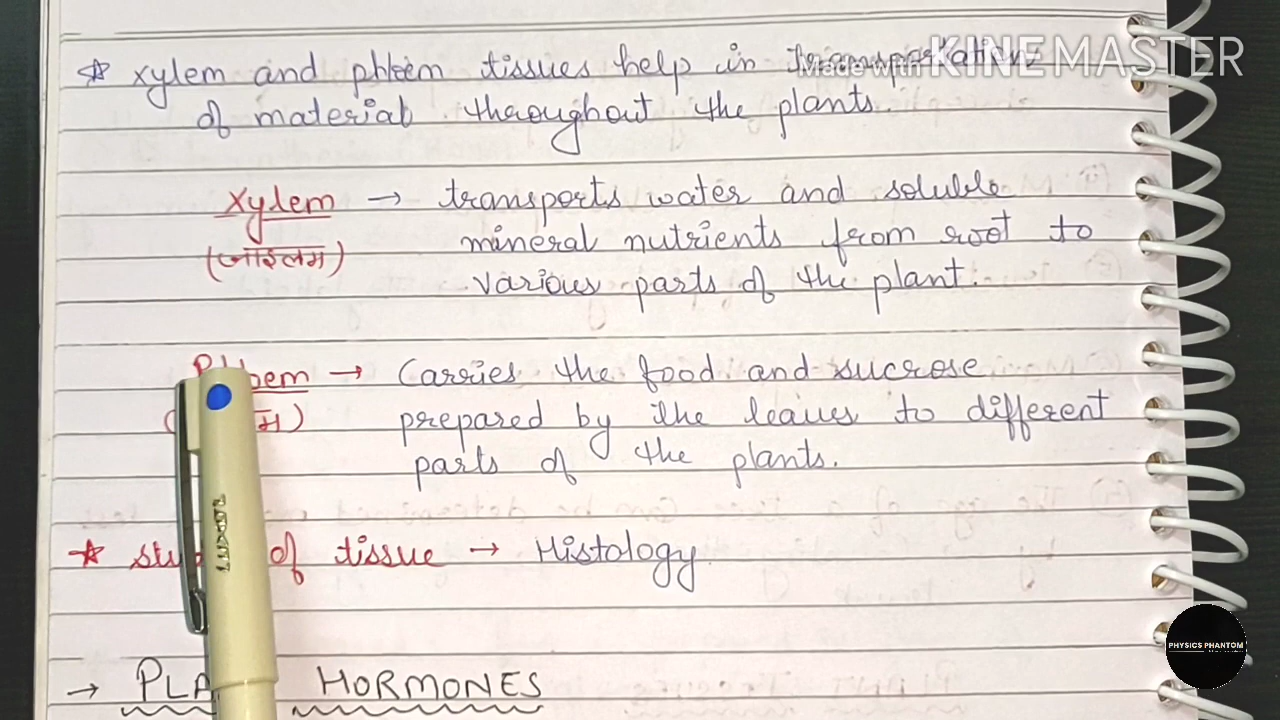 ☆ xylem and phloem tissues help in transportation
Made with KINEMASTER
of material throughout the plants.
Xylem → transports water and soluble
(जाइलम) mineral nutrients from root to
various parts of the plant.
→ Carries the food and sucrose
prepared by the leaves to different
parts of the plants.
☆ of tissue → Histology
PHYSICS PHANTOM
→ HORMONES